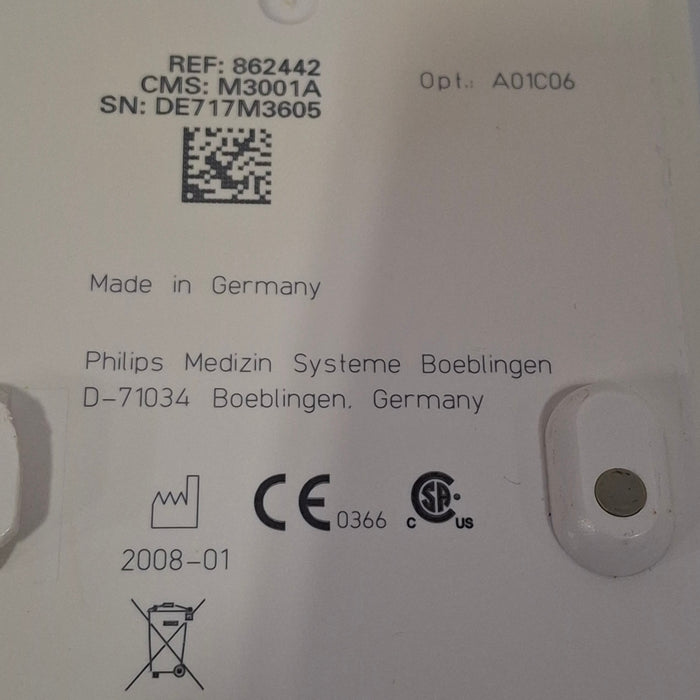 REF: 862442
CMS: M3001A
SN: DE717M3605
Opt.: A01C06
Made in Germany
Philips Medizin Systeme Boeblingen
D-71034 Boeblingen, Germany
CE 0366
C SA US
2008-01